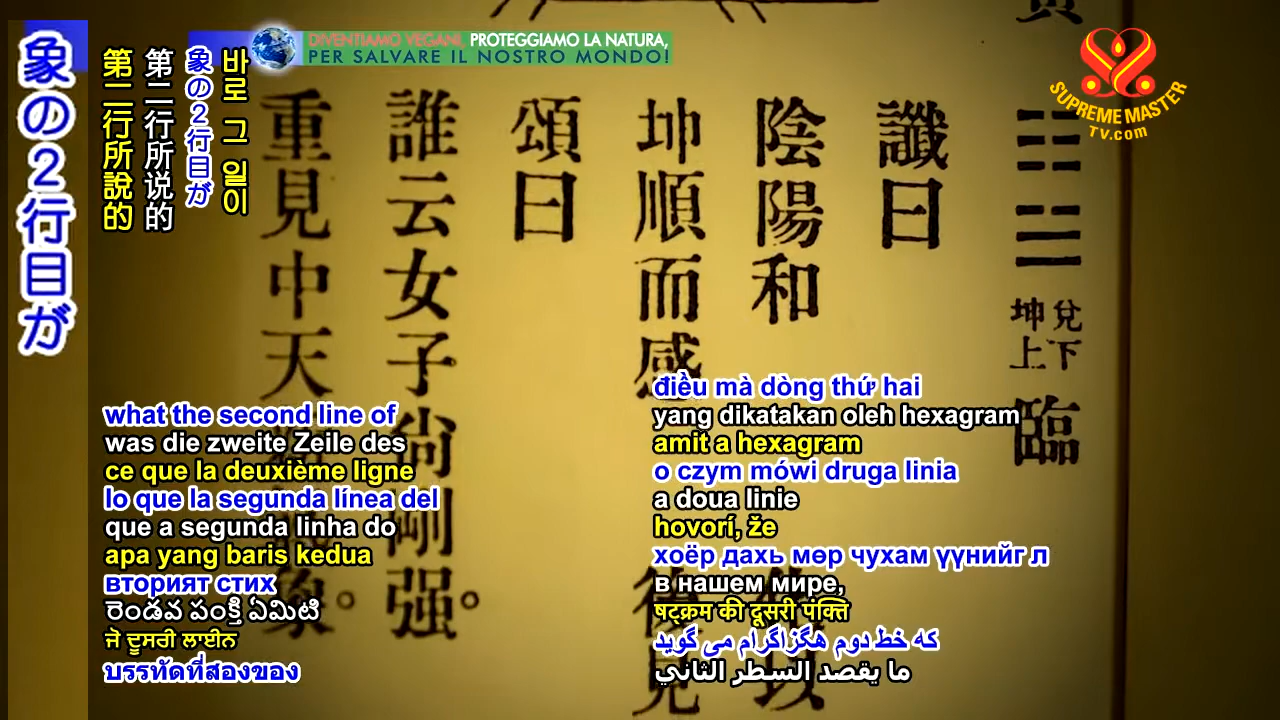 象の2行目が
第二行所說的
第二行所说的
象の2行目が
바로 그 일이
DIVENTIAMO VEGANI, PROTEGGIAMO LA NATURA,
PER SALVARE IL NOSTRO MONDO!
SUPREME MASTER
TV.com
兌下
坤上
臨
讖曰
陰陽和
坤順而感
後見
頌曰
誰云女子尚剛强。
重見中天
what the second line of
was die zweite Zeile des
ce que la deuxième ligne
lo que la segunda línea del
que a segunda linha do
apa yang baris kedua
вторият стих
రెండవ పంక్తి ఏమిటి
ਜੋ ਦੂਸਰੀ ਲਾਈਨ
บรรทัดที่สองของ
điều mà dòng thứ hai
yang dikatakan oleh hexagram
amit a hexagram
o czym mówi druga linia
a doua linie
hovorí, že
хоёр дахь мөр чухам үүнийг л
в нашем мире,
षट्क्रम की दूसरी पंक्ति
که خط دوم هگزاگرام می گوید
ما يقصد السطر الثاني